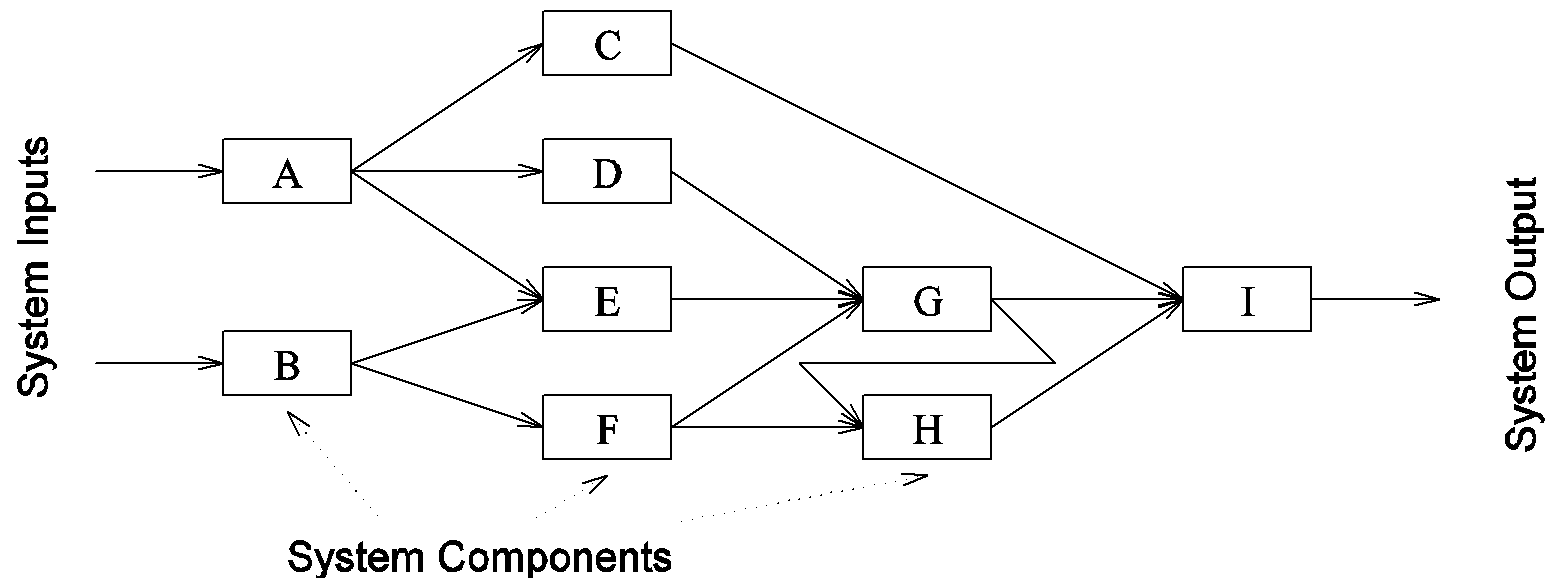 System Inputs
A
B
C
D
E
F
G
H
I
System Output
System Components